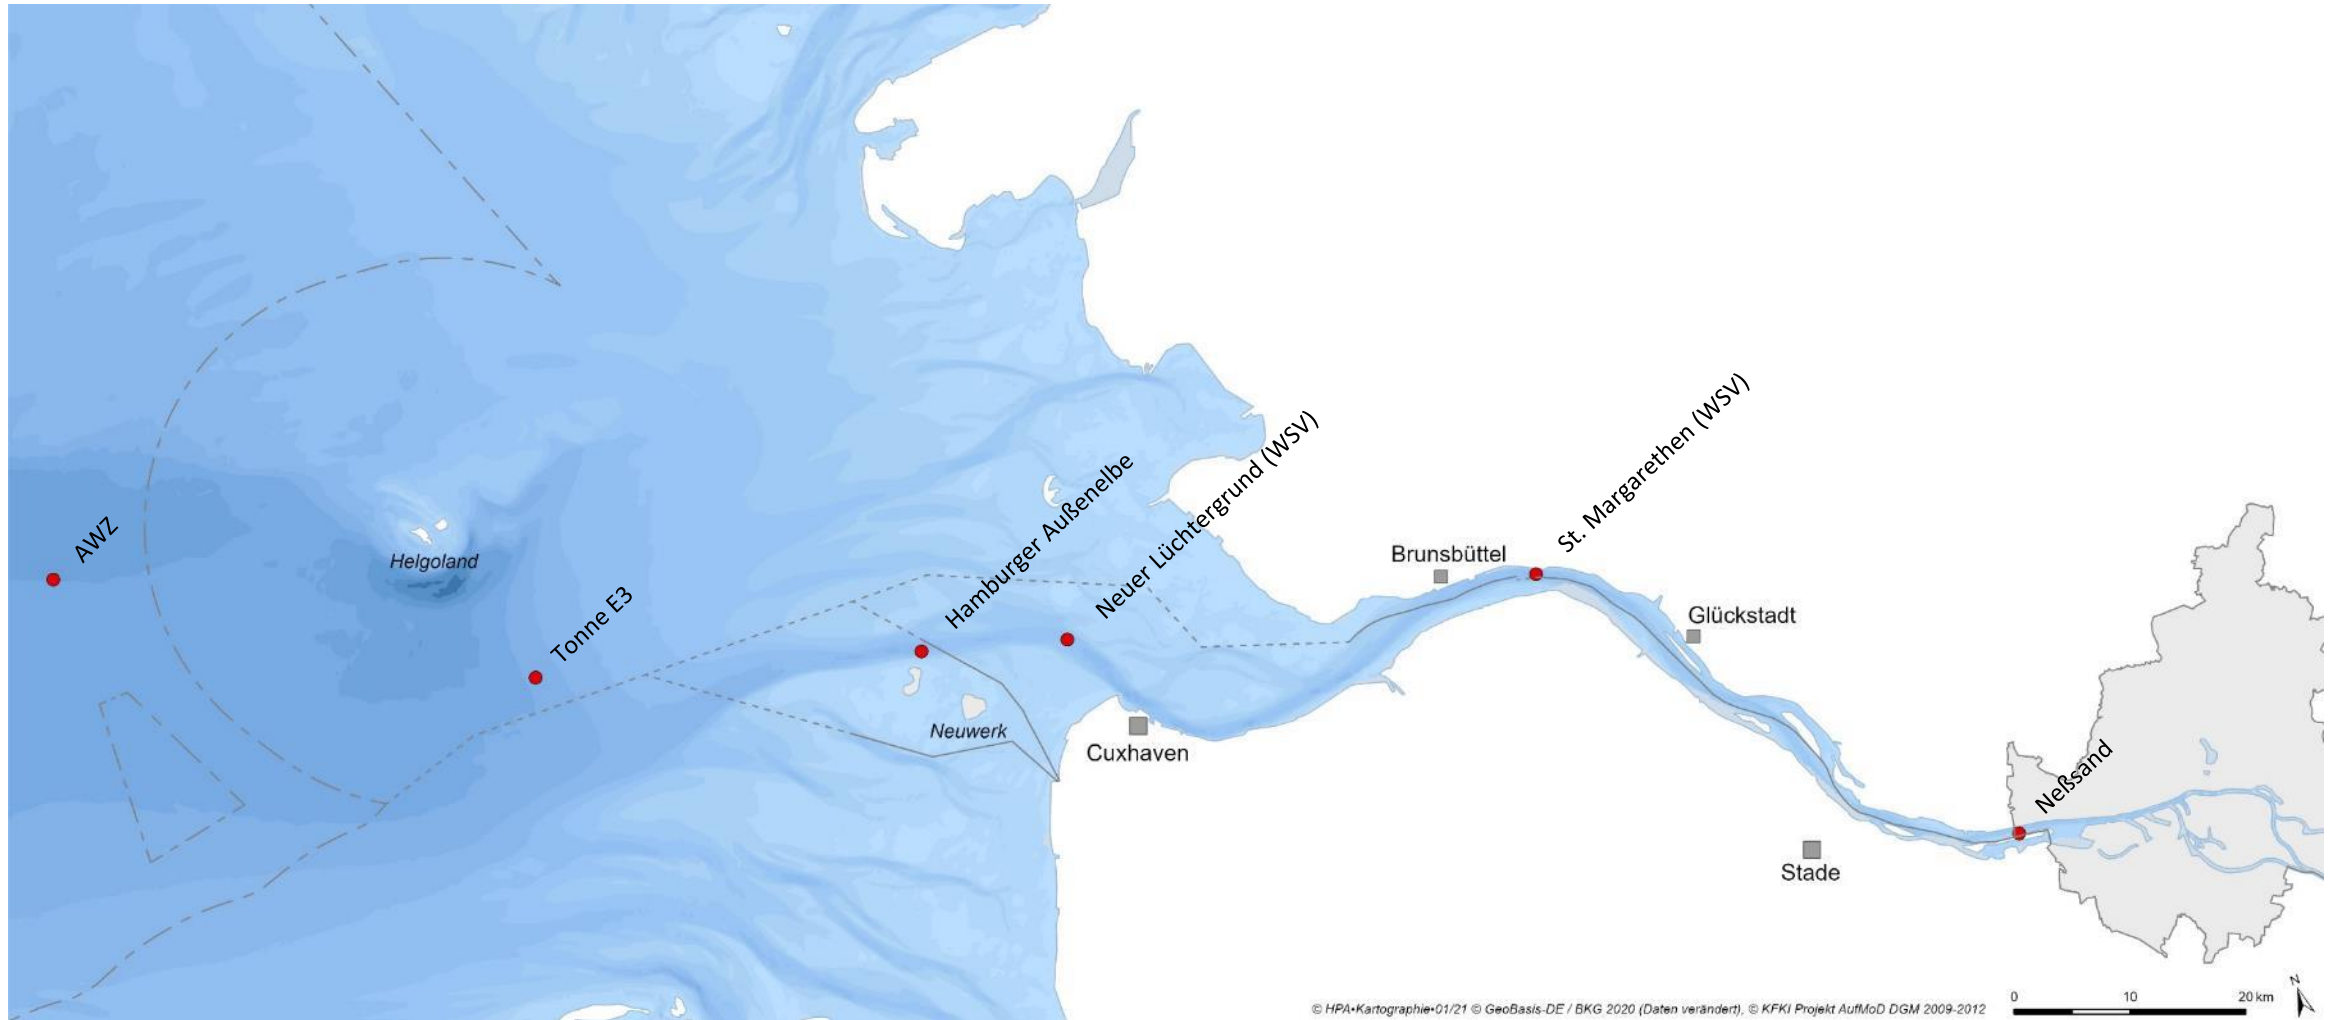 AWZ
Helgoland
Tonne E3
Hamburger Außenelbe
Neuer Lüchtergrund (WSV)
St. Margarethen (WSV)
Brunsbüttel
Glückstadt
Neuwerk
Cuxhaven
Neßsand
Stade
N
0 10 20 km
© HPA•Kartographie•01/21 © GeoBasis-DE / BKG 2020 (Daten verändert), © KFKI Projekt AufMoD DGM 2009-2012